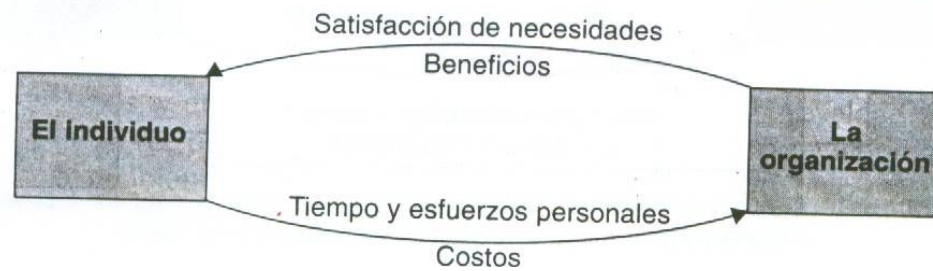 Satisfacción de necesidades
Beneficios
El individuo
La
organización
Tiempo y esfuerzos personales
Costos